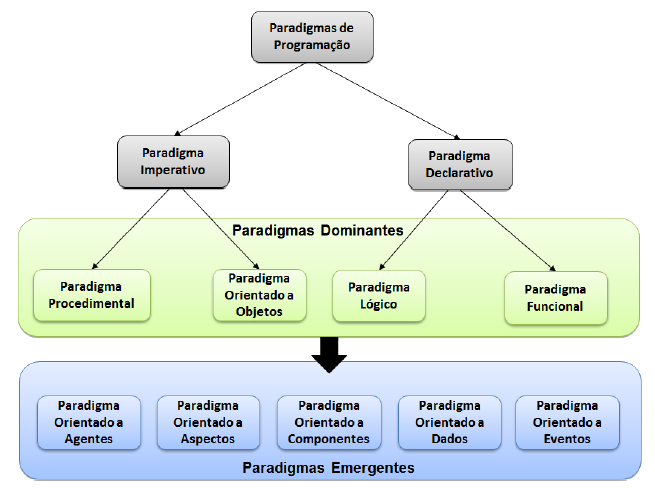 Paradigmas de
Programação
Paradigma
Imperativo
Paradigma
Declarativo
Paradigmas Dominantes
Paradigma
Procedimental
Paradigma
Orientado a
Objetos
Paradigma
Lógico
Paradigma
Funcional
Paradigma
Orientado a
Agentes
Paradigma
Orientado a
Aspectos
Paradigma
Orientado a
Componentes
Paradigma
Orientado a
Dados
Paradigma
Orientado a
Eventos
Paradigmas Emergentes